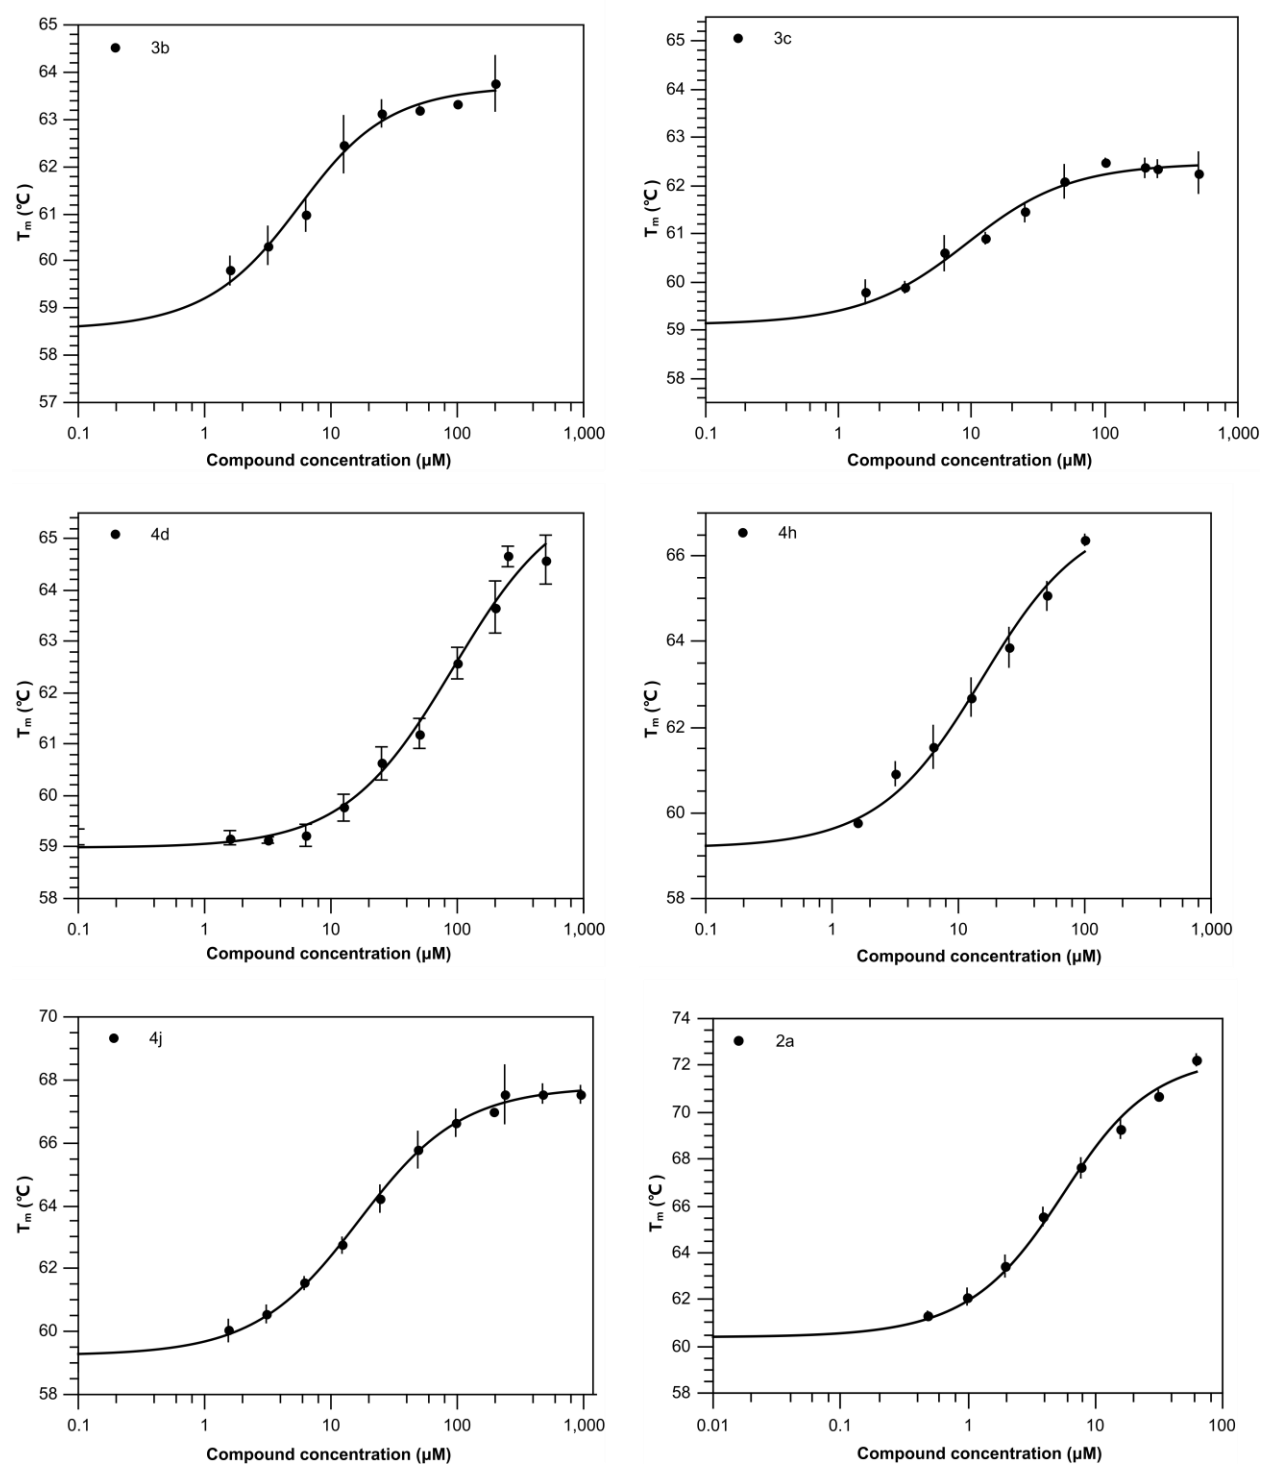 3b
65
64
63
62
61
60
59
58
57
Tm (°C)
0.1 1 10 100 1,000
Compound concentration (µM)
3c
65
64
63
62
61
60
59
58
Tm (°C)
0.1 1 10 100 1,000
Compound concentration (µM)
4d
65
64
63
62
61
60
59
58
Tm (°C)
0.1 1 10 100 1,000
Compound concentration (µM)
4h
66
64
62
60
58
Tm (°C)
0.1 1 10 100 1,000
Compound concentration (µM)
4j
70
68
66
64
62
60
58
Tm (°C)
0.1 1 10 100 1,000
Compound concentration (µM)
2a
74
72
70
68
66
64
62
60
58
Tm (°C)
0.01 0.1 1 10 100
Compound concentration (µM)